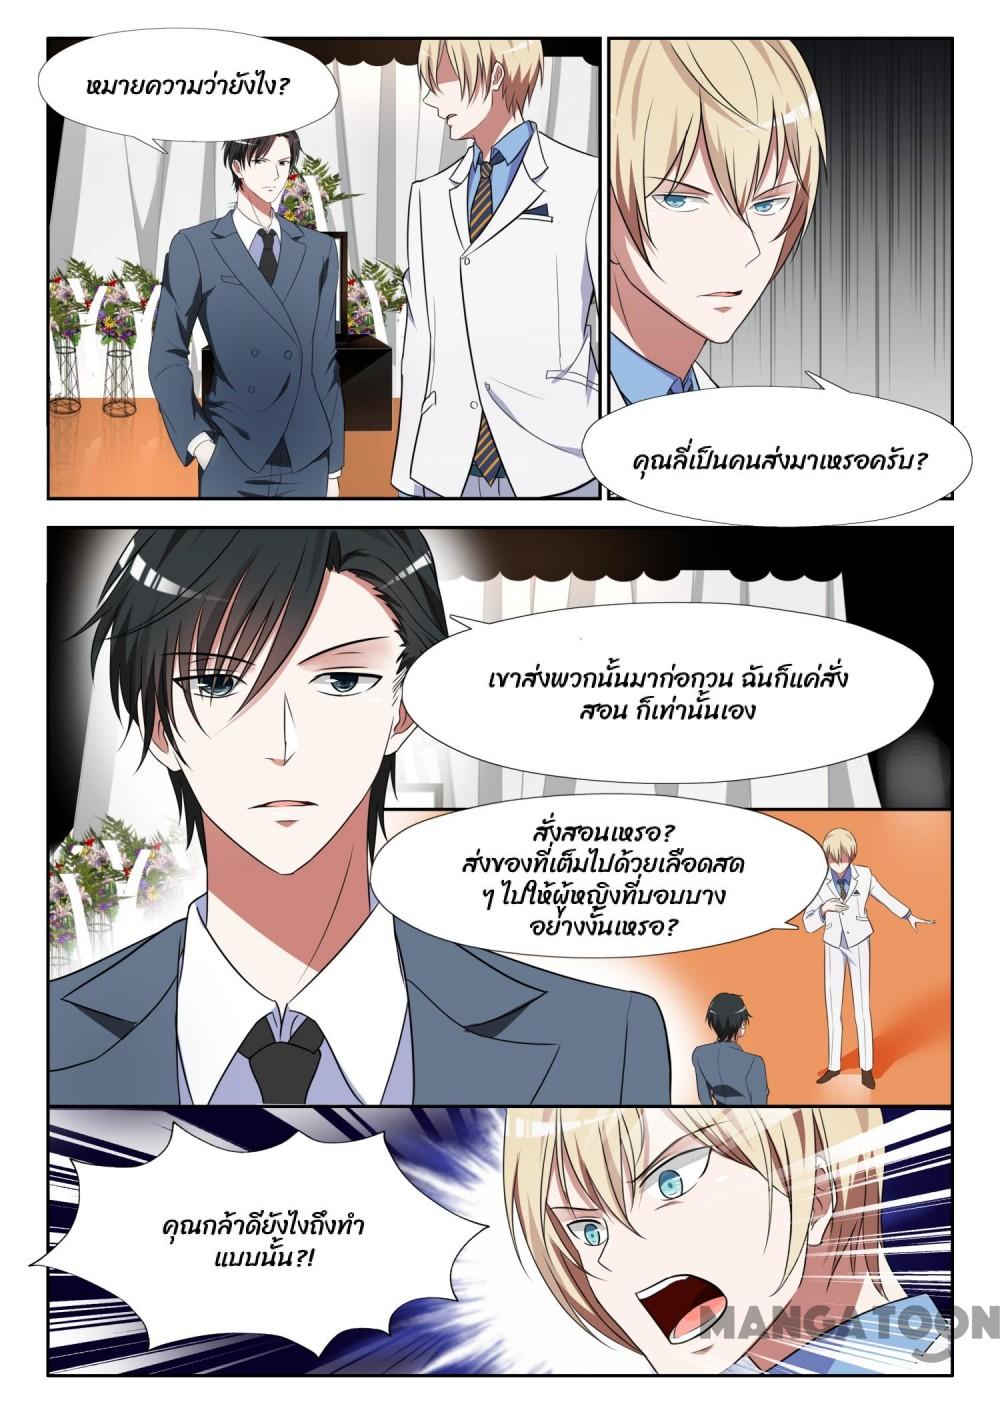 หมายความว่ายังไง?
คุณลี่เป็นคนส่งมาเหรอครับ?
เขาส่งพวกนั้นมาก่อกวน ฉันก็แค่สั่ง
สอน ก็เท่านั้นเอง
สั่งสอนเหรอ?
ส่งของที่เต็มไปด้วยเลือดสด
ๆ ไปให้ผู้หญิงที่บอบบาง
อย่างงั้นเหรอ?
คุณกล้าดียังไงถึงทำ
แบบนั้น?!
MANGATOON